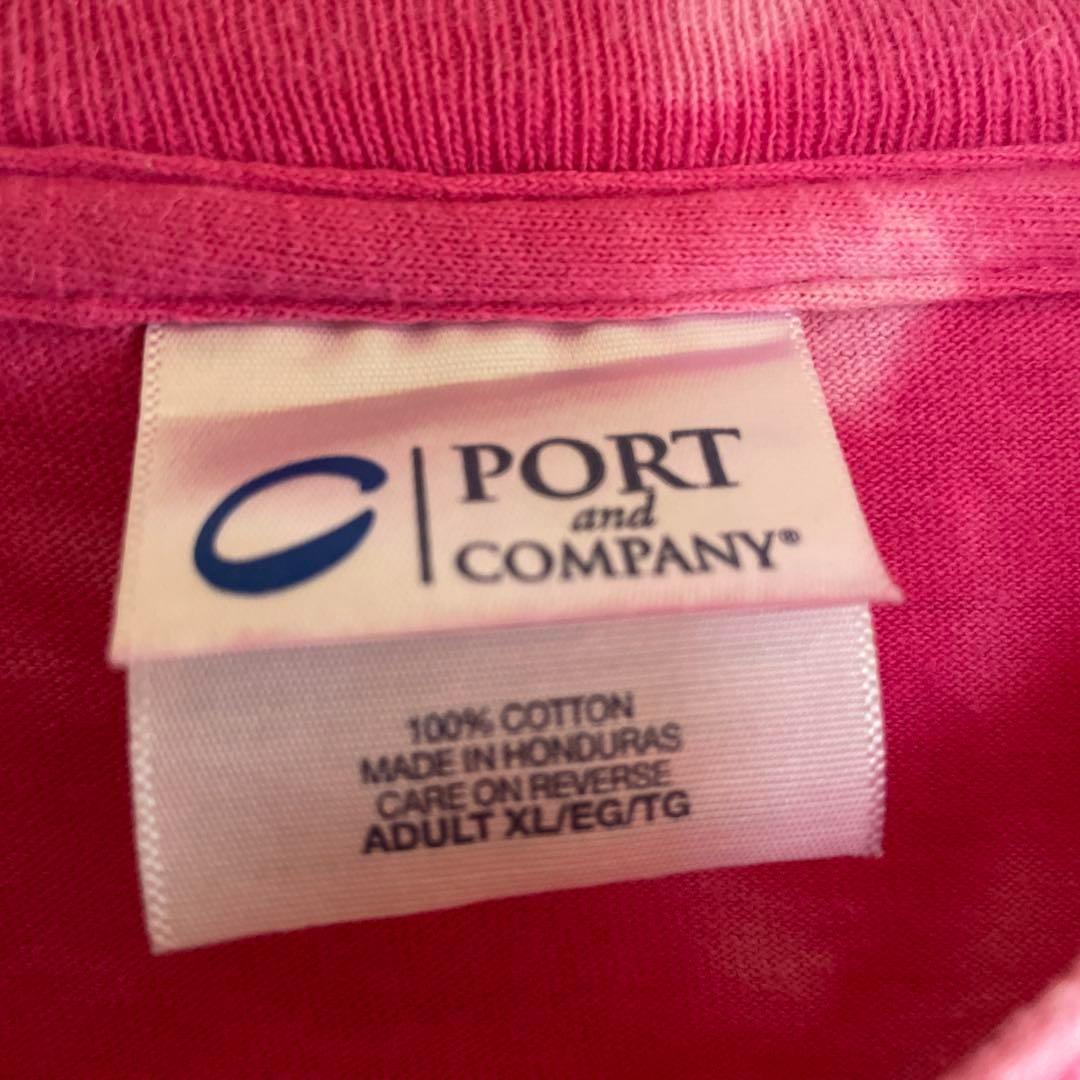 PORT
and
COMPANY®
100% COTTON
MADE IN HONDURAS
CARE ON REVERSE
ADULT XL/EG/TG